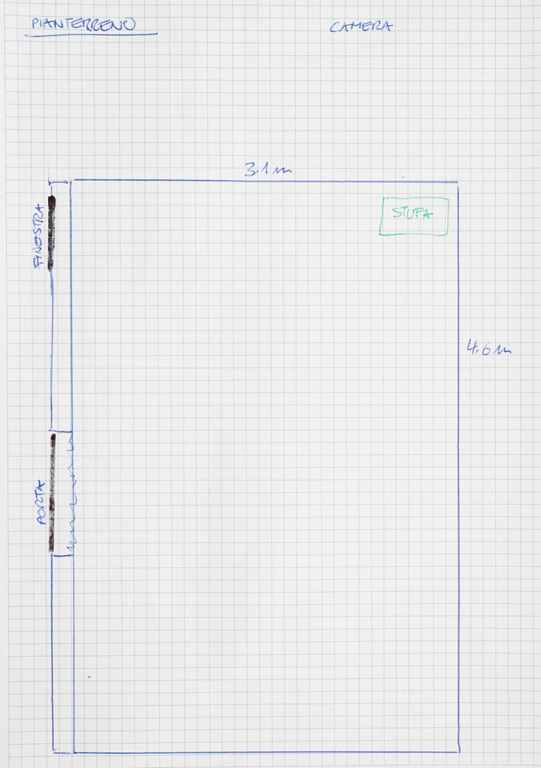 PIANTERRENO
CAMERA
3.1 m
FINESTRA
STUFA
4.6 m
PORTA